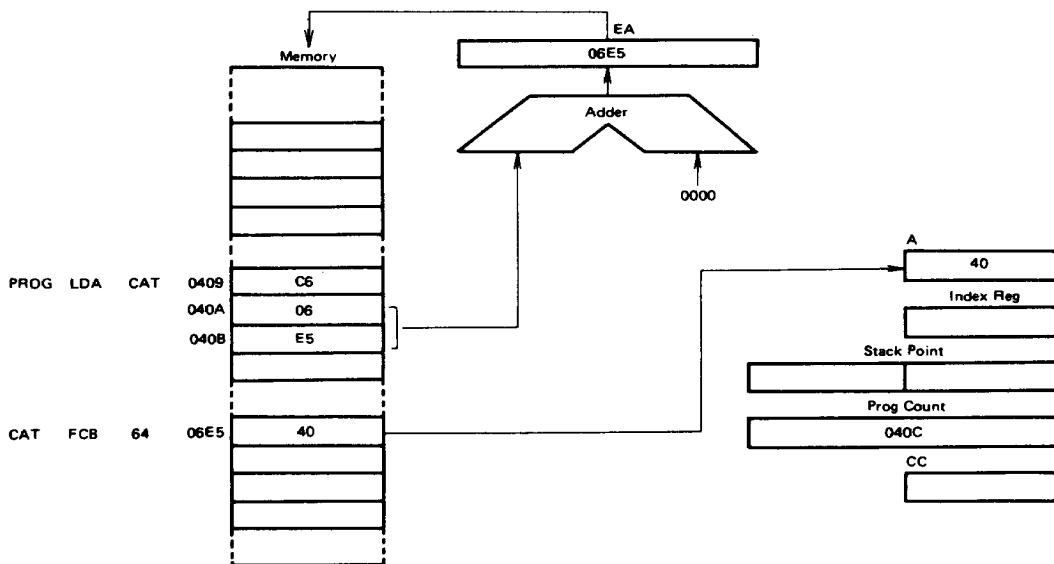 EA
06E5
Memory
Adder
0000
A
PROG LDA CAT 0409 C6
40
040A 06
Index Reg
040B E5
Stack Point
Prog Count
CAT FCB 64 06E5 40
040C
CC